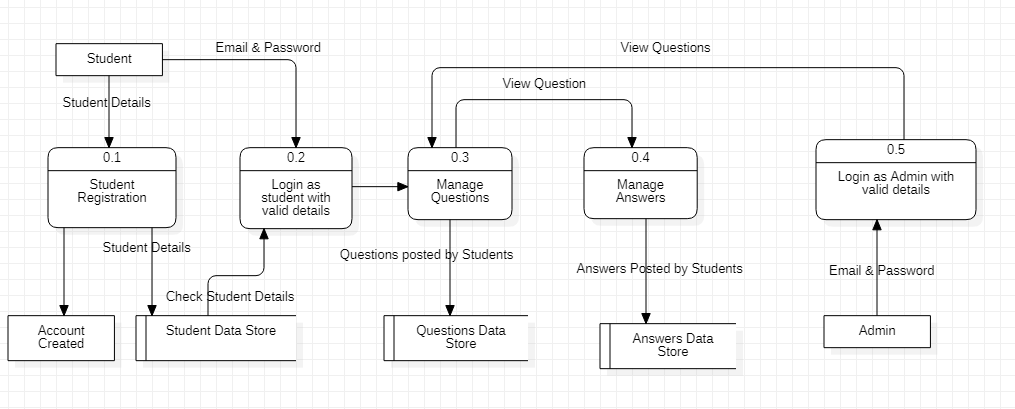 Email & Password
View Questions
Student
View Question
Student Details
0.1
0.2
0.3
0.4
0.5
Student
Registration
Login as
student with
valid details
Manage
Questions
Manage
Answers
Login as Admin with
valid details
Student Details
Questions posted by Students
Answers Posted by Students
Email & Password
Check Student Details
Account
Created
Student Data Store
Questions Data
Store
Answers Data
Store
Admin